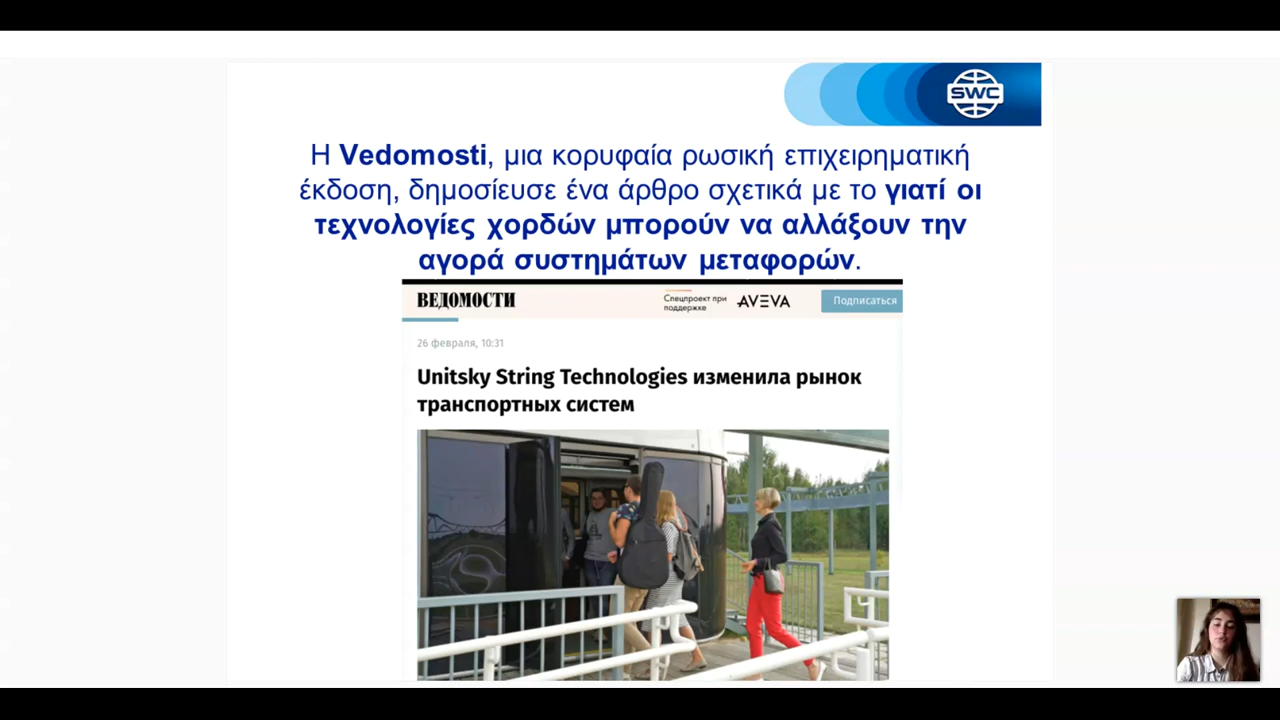 SWC
Η Vedomosti, μια κορυφαία ρωσική επιχειρηματική
έκδοση, δημοσίευσε ένα άρθρο σχετικά με το γιατί οι
τεχνολογίες χορδών μπορούν να αλλάξουν την
αγορά συστημάτων μεταφορών.
ВЕДОМОСТИ
Спецпроект при
поддержке
AVEVA
Подписаться
26 февраля, 10:31
Unitsky String Technologies изменила рынок
транспортных систем